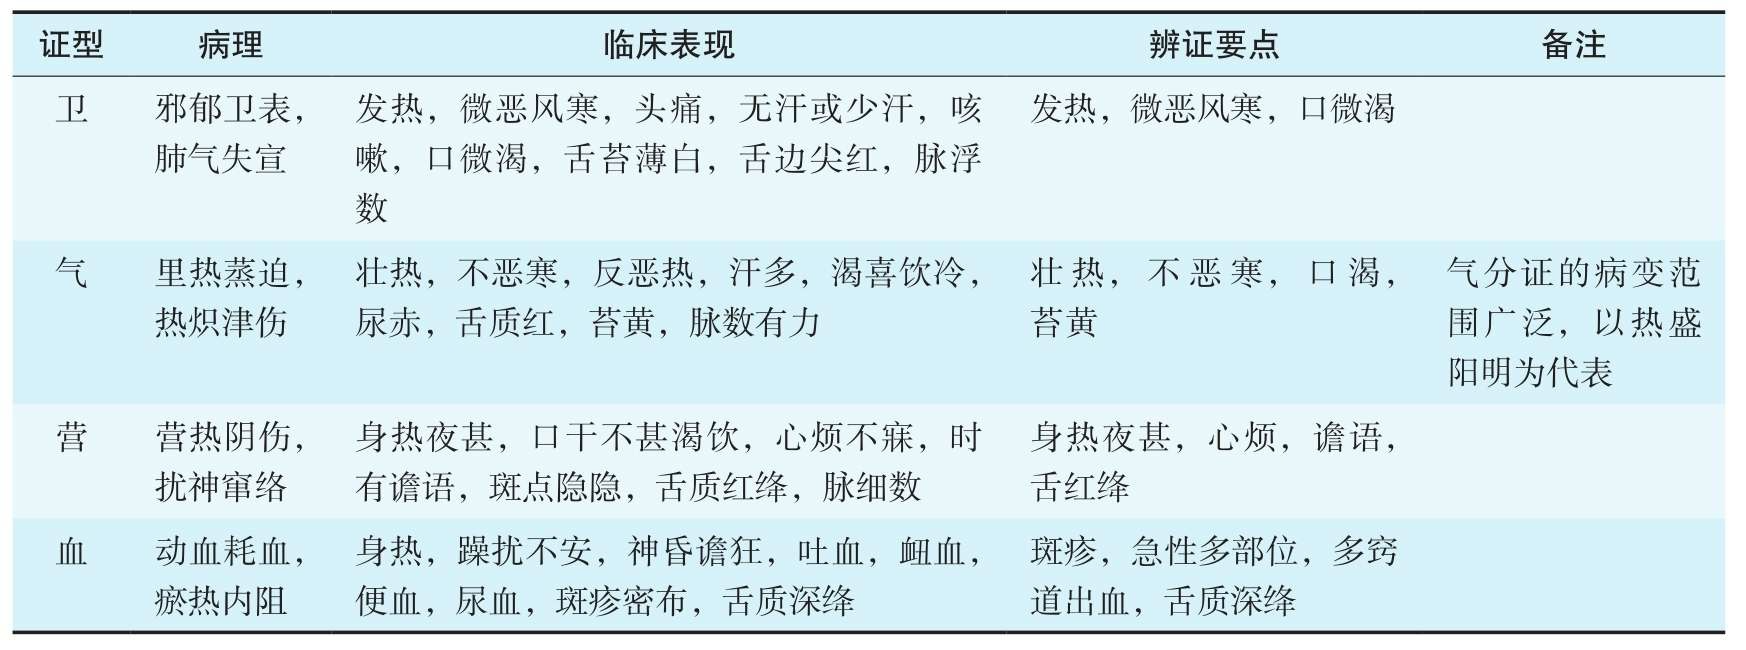 证型 病理 临床表现 辨证要点 备注
卫 邪郁卫表， 发热，微恶风寒，头痛，无汗或少汗，咳 发热，微恶风寒，口微渴
肺气失宣 嗽，口微渴，舌苔薄白，舌边尖红，脉浮
数
气 里热蒸迫， 壮热，不恶寒，反恶热，汗多，渴喜饮冷， 壮热，不恶寒，口渴， 气分证的病变范
热炽津伤 尿赤，舌质红，苔黄，脉数有力 苔黄 围广泛，以热盛
阳明为代表
营 营热阴伤， 身热夜甚，口干不甚渴饮，心烦不寐，时 身热夜甚，心烦，谵语，
扰神窜络 有谵语，斑点隐隐，舌质红绛，脉细数 舌红绛
血 动血耗血， 身热，躁扰不安，神昏谵狂，吐血，衄血， 斑疹，急性多部位，多窍
瘀热内阻 便血，尿血，斑疹密布，舌质深绛 道出血，舌质深绛